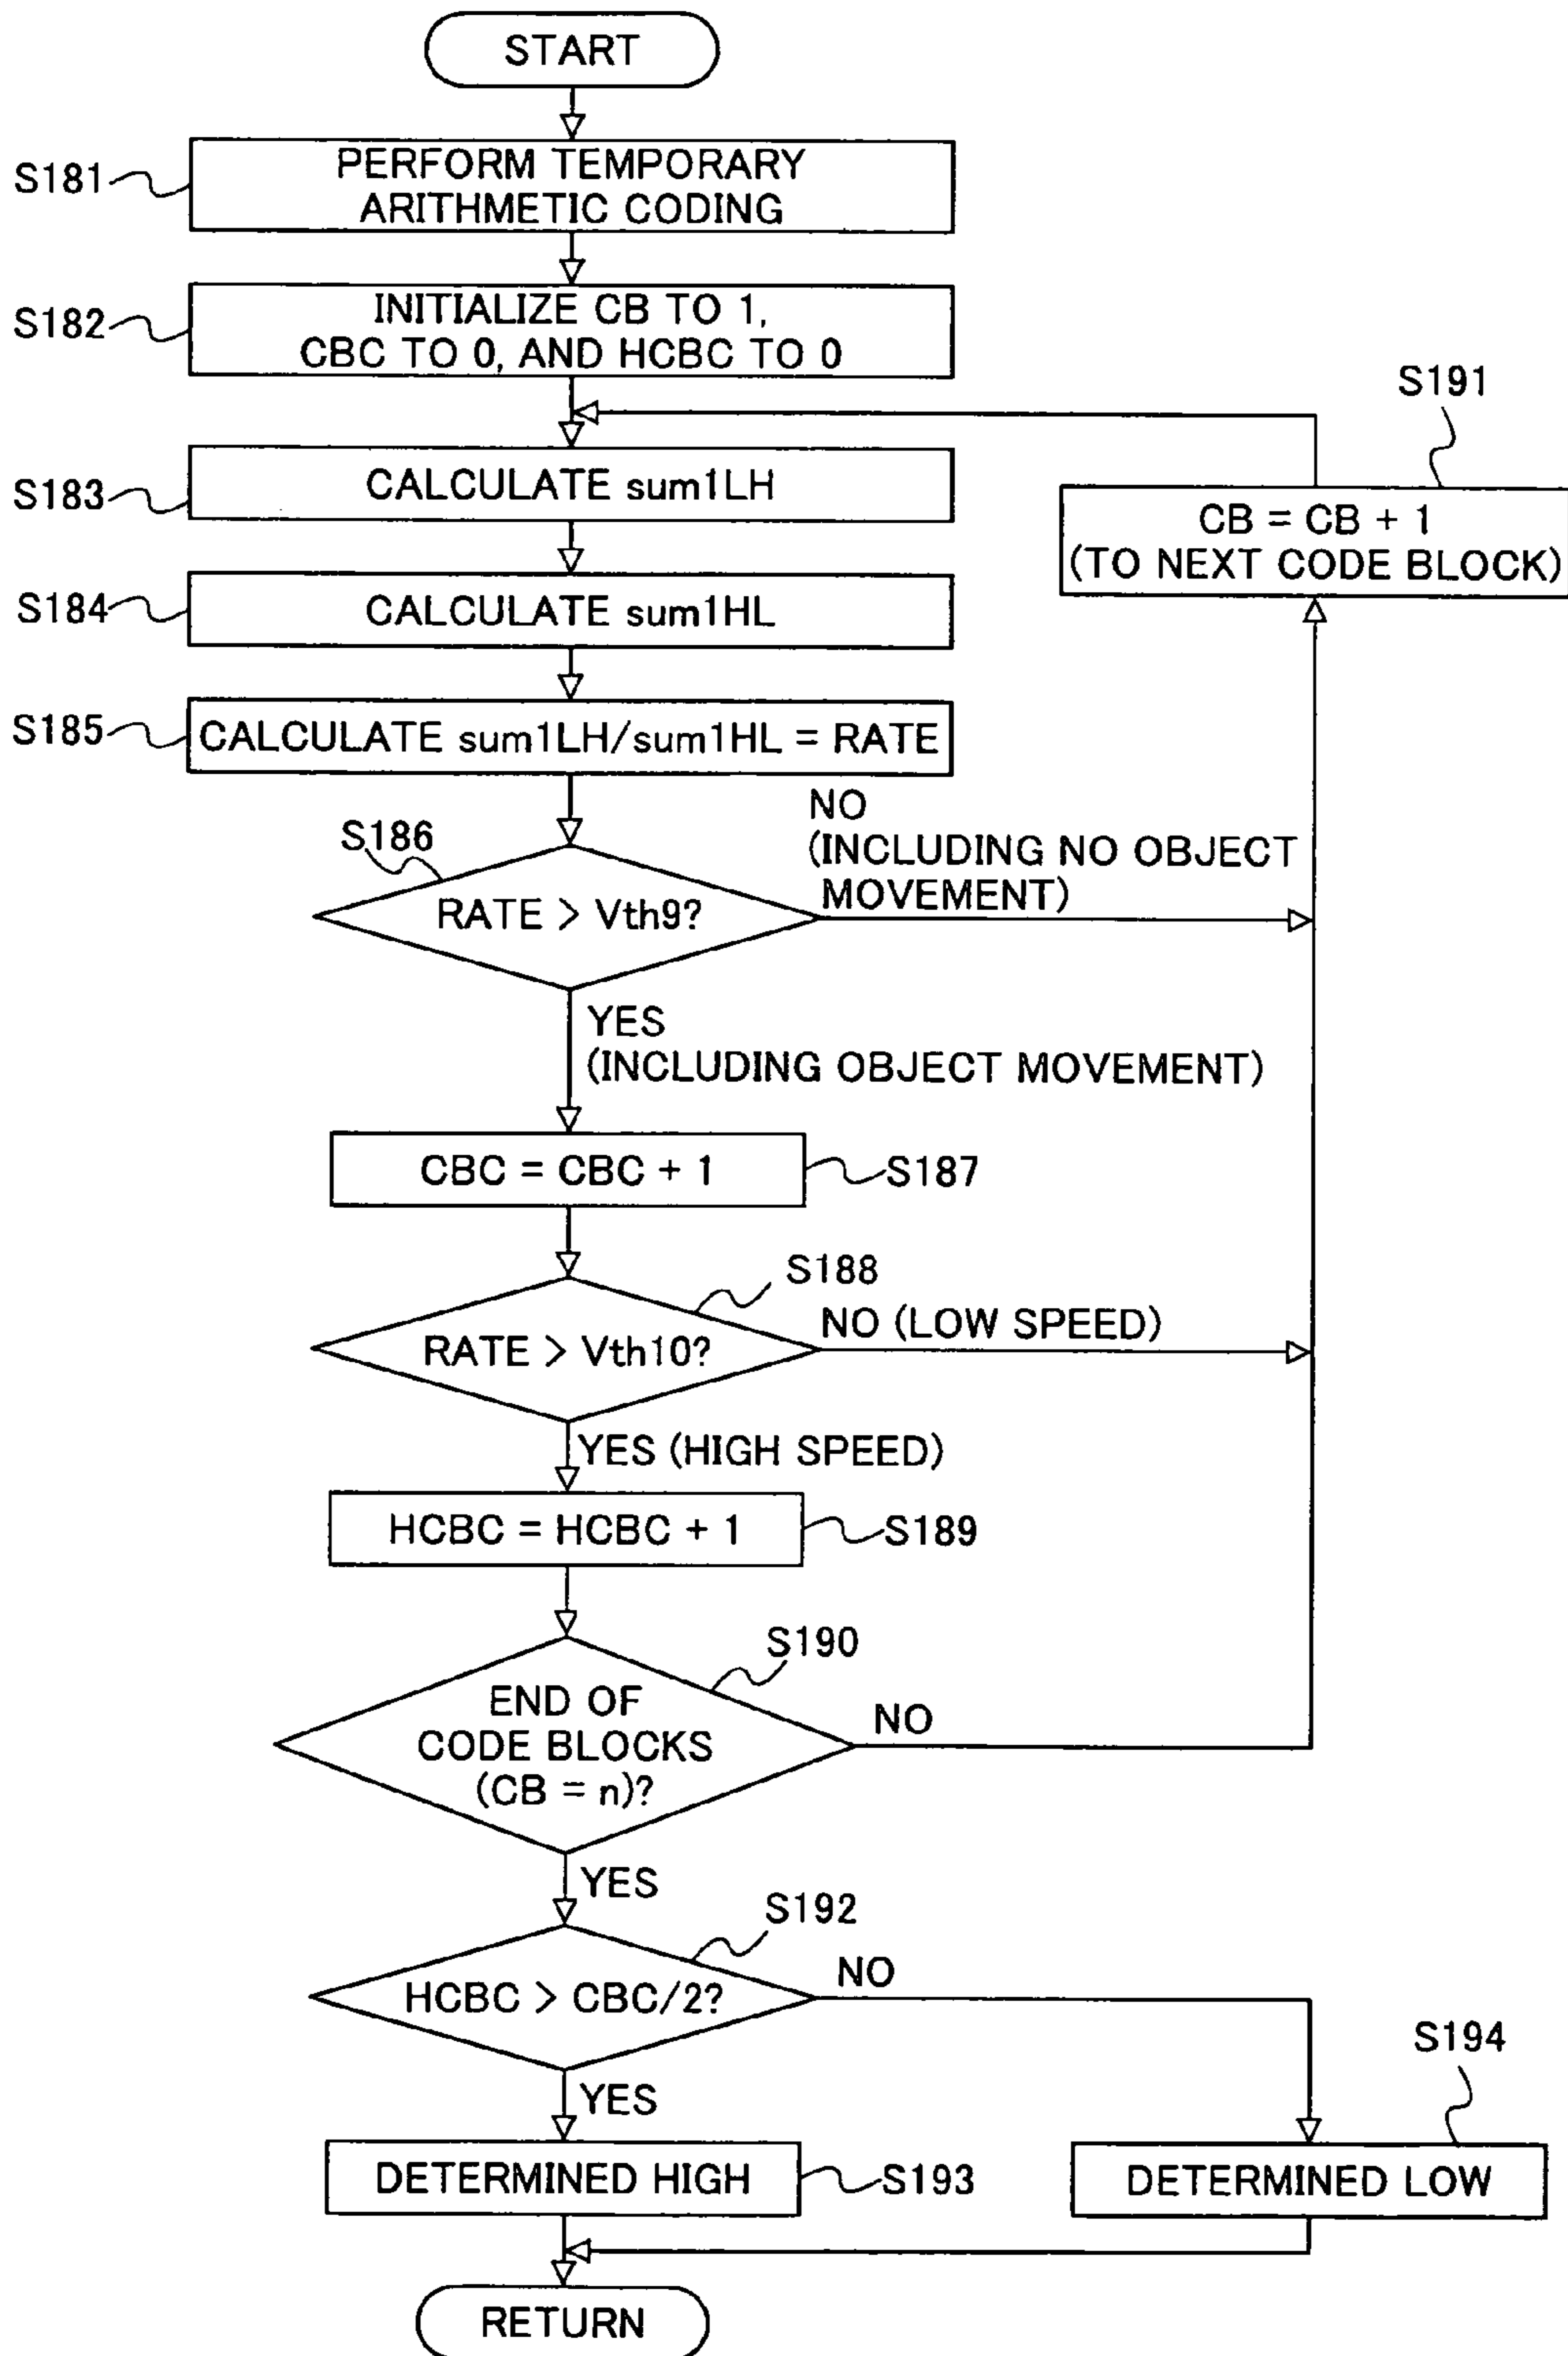 START
S181
PERFORM TEMPORARY
ARITHMETIC CODING
S182
INITIALIZE CB TO 1,
CBC TO 0, AND HCBC TO 0
S191
CB = CB + 1
(TO NEXT CODE BLOCK)
S183
CALCULATE sum1LH
S184
CALCULATE sum1HL
S185
CALCULATE sum1LH/sum1HL = RATE
S186
RATE > Vth9?
NO
(INCLUDING NO OBJECT
MOVEMENT)
YES
(INCLUDING OBJECT MOVEMENT)
CBC = CBC + 1
S187
S188
RATE > Vth10?
NO (LOW SPEED)
YES (HIGH SPEED)
HCBC = HCBC + 1
S189
S190
END OF
CODE BLOCKS
(CB = n)?
NO
YES
S192
HCBC > CBC/2?
NO
YES
S194
DETERMINED HIGH
S193
DETERMINED LOW
RETURN